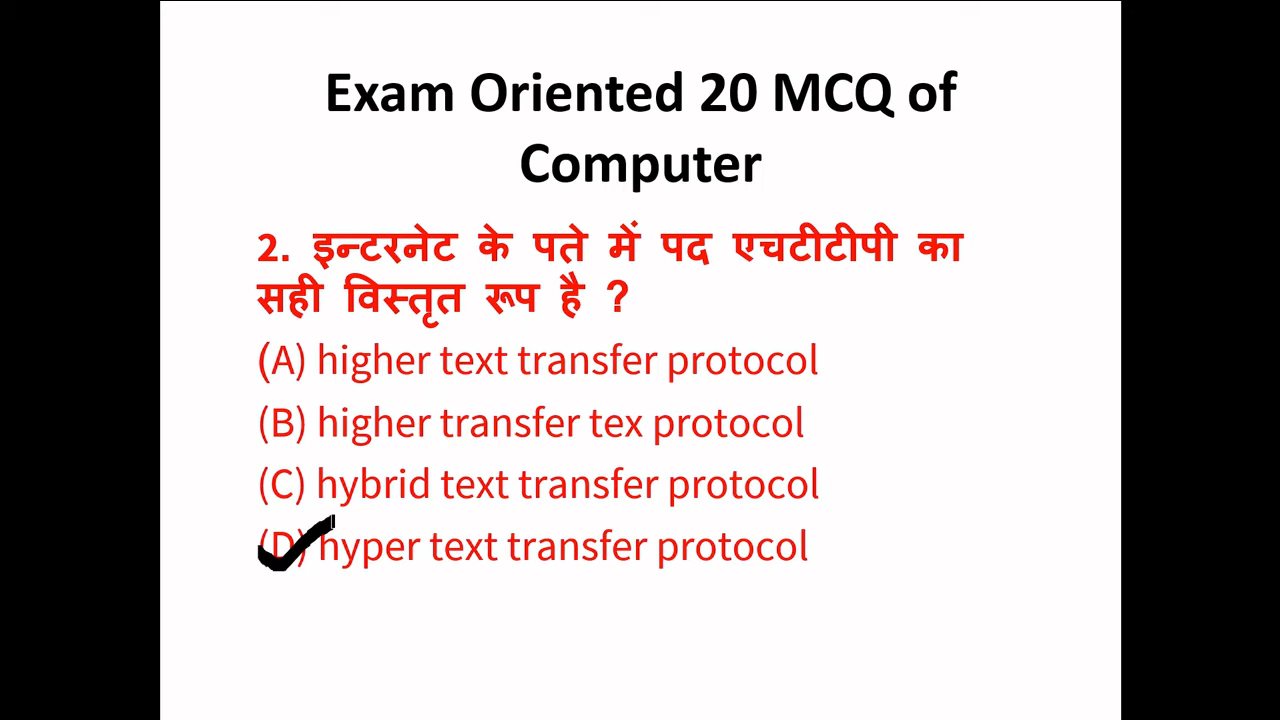 Exam Oriented 20 MCQ of
Computer
2. इन्टरनेट के पते में पद एचटीटीपी का
सही विस्तृत रूप है ?
(A) higher text transfer protocol
(B) higher transfer tex protocol
(C) hybrid text transfer protocol
(D) hyper text transfer protocol